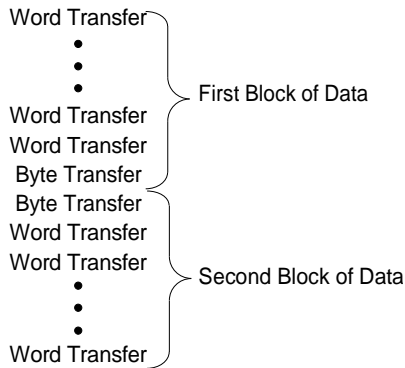 Word Transfer
•
•
•
First Block of Data
Word Transfer
Word Transfer
Byte Transfer
Byte Transfer
Word Transfer
Word Transfer
Second Block of Data
•
•
•
Word Transfer